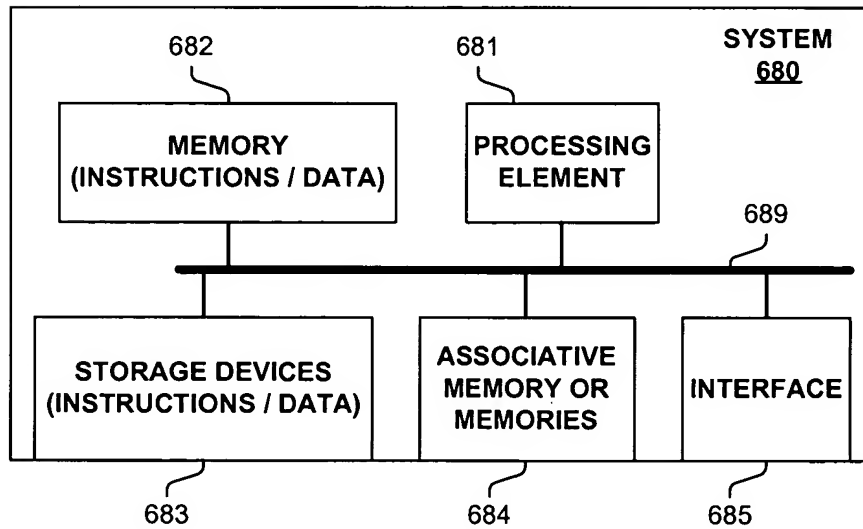 SYSTEM
680
682
681
MEMORY
(INSTRUCTIONS / DATA)
PROCESSING
ELEMENT
689
STORAGE DEVICES
(INSTRUCTIONS / DATA)
ASSOCIATIVE
MEMORY OR
MEMORIES
INTERFACE
683
684
685